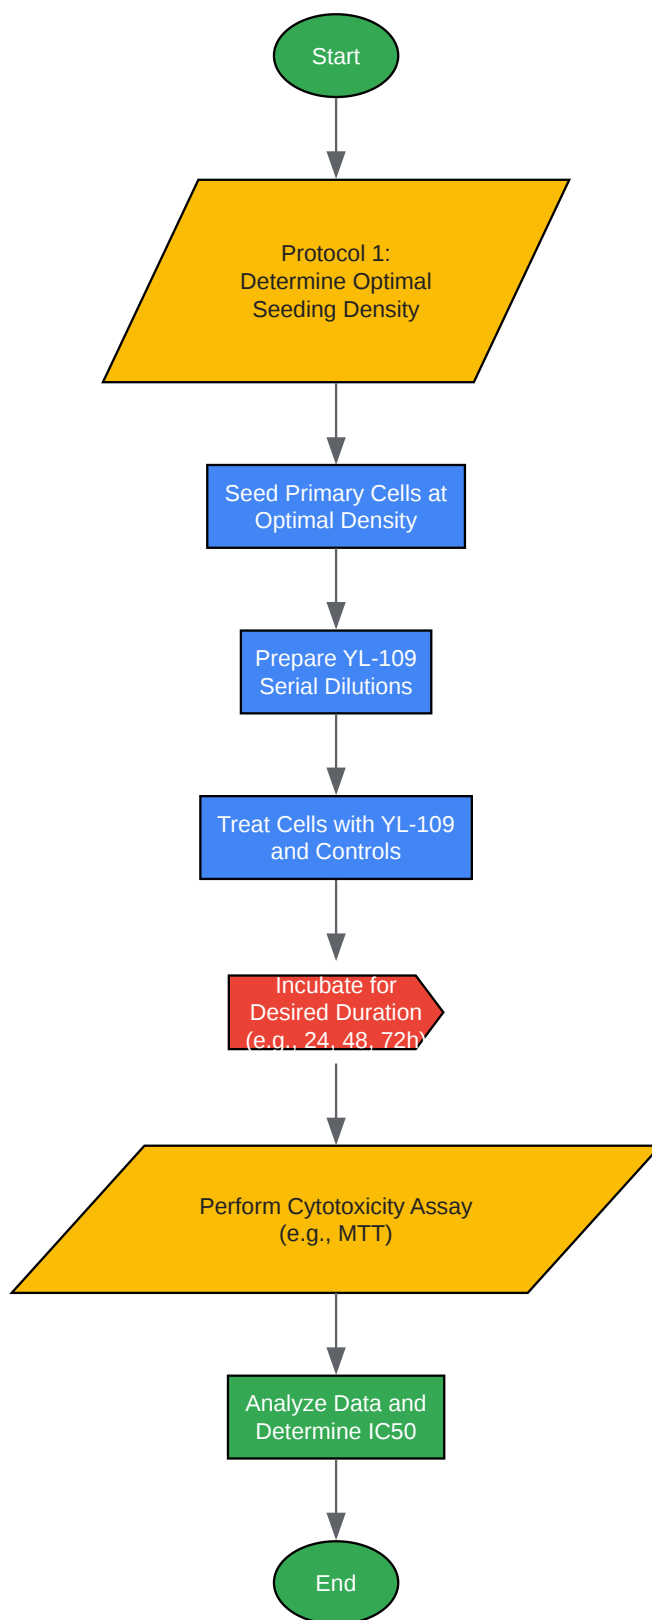 Start
Protocol 1:
Determine Optimal
Seeding Density
Seed Primary Cells at
Optimal Density
Prepare YL-109
Serial Dilutions
Treat Cells with YL-109
and Controls
Incubate for
Desired Duration
(e.g., 24, 48, 72h)
Perform Cytotoxicity Assay
(e.g., MTT)
Analyze Data and
Determine IC50
End